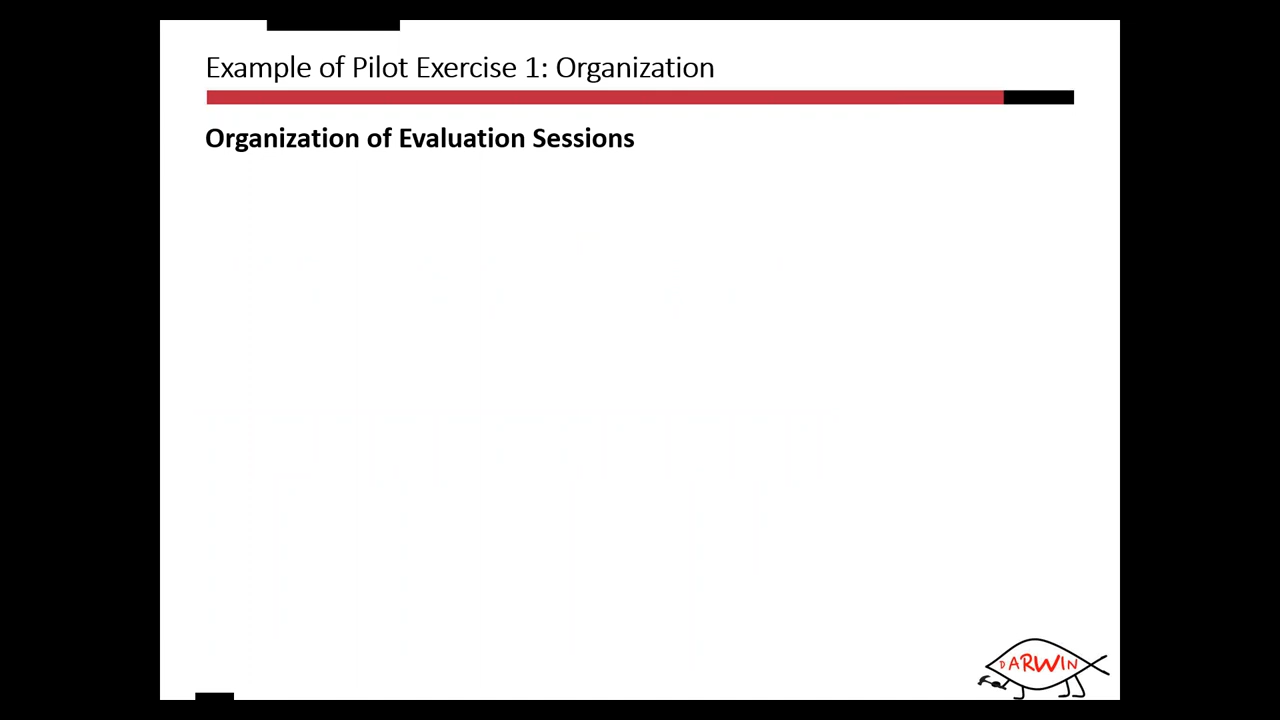 Example of Pilot Exercise 1: Organization
Organization of Evaluation Sessions
DARWIN